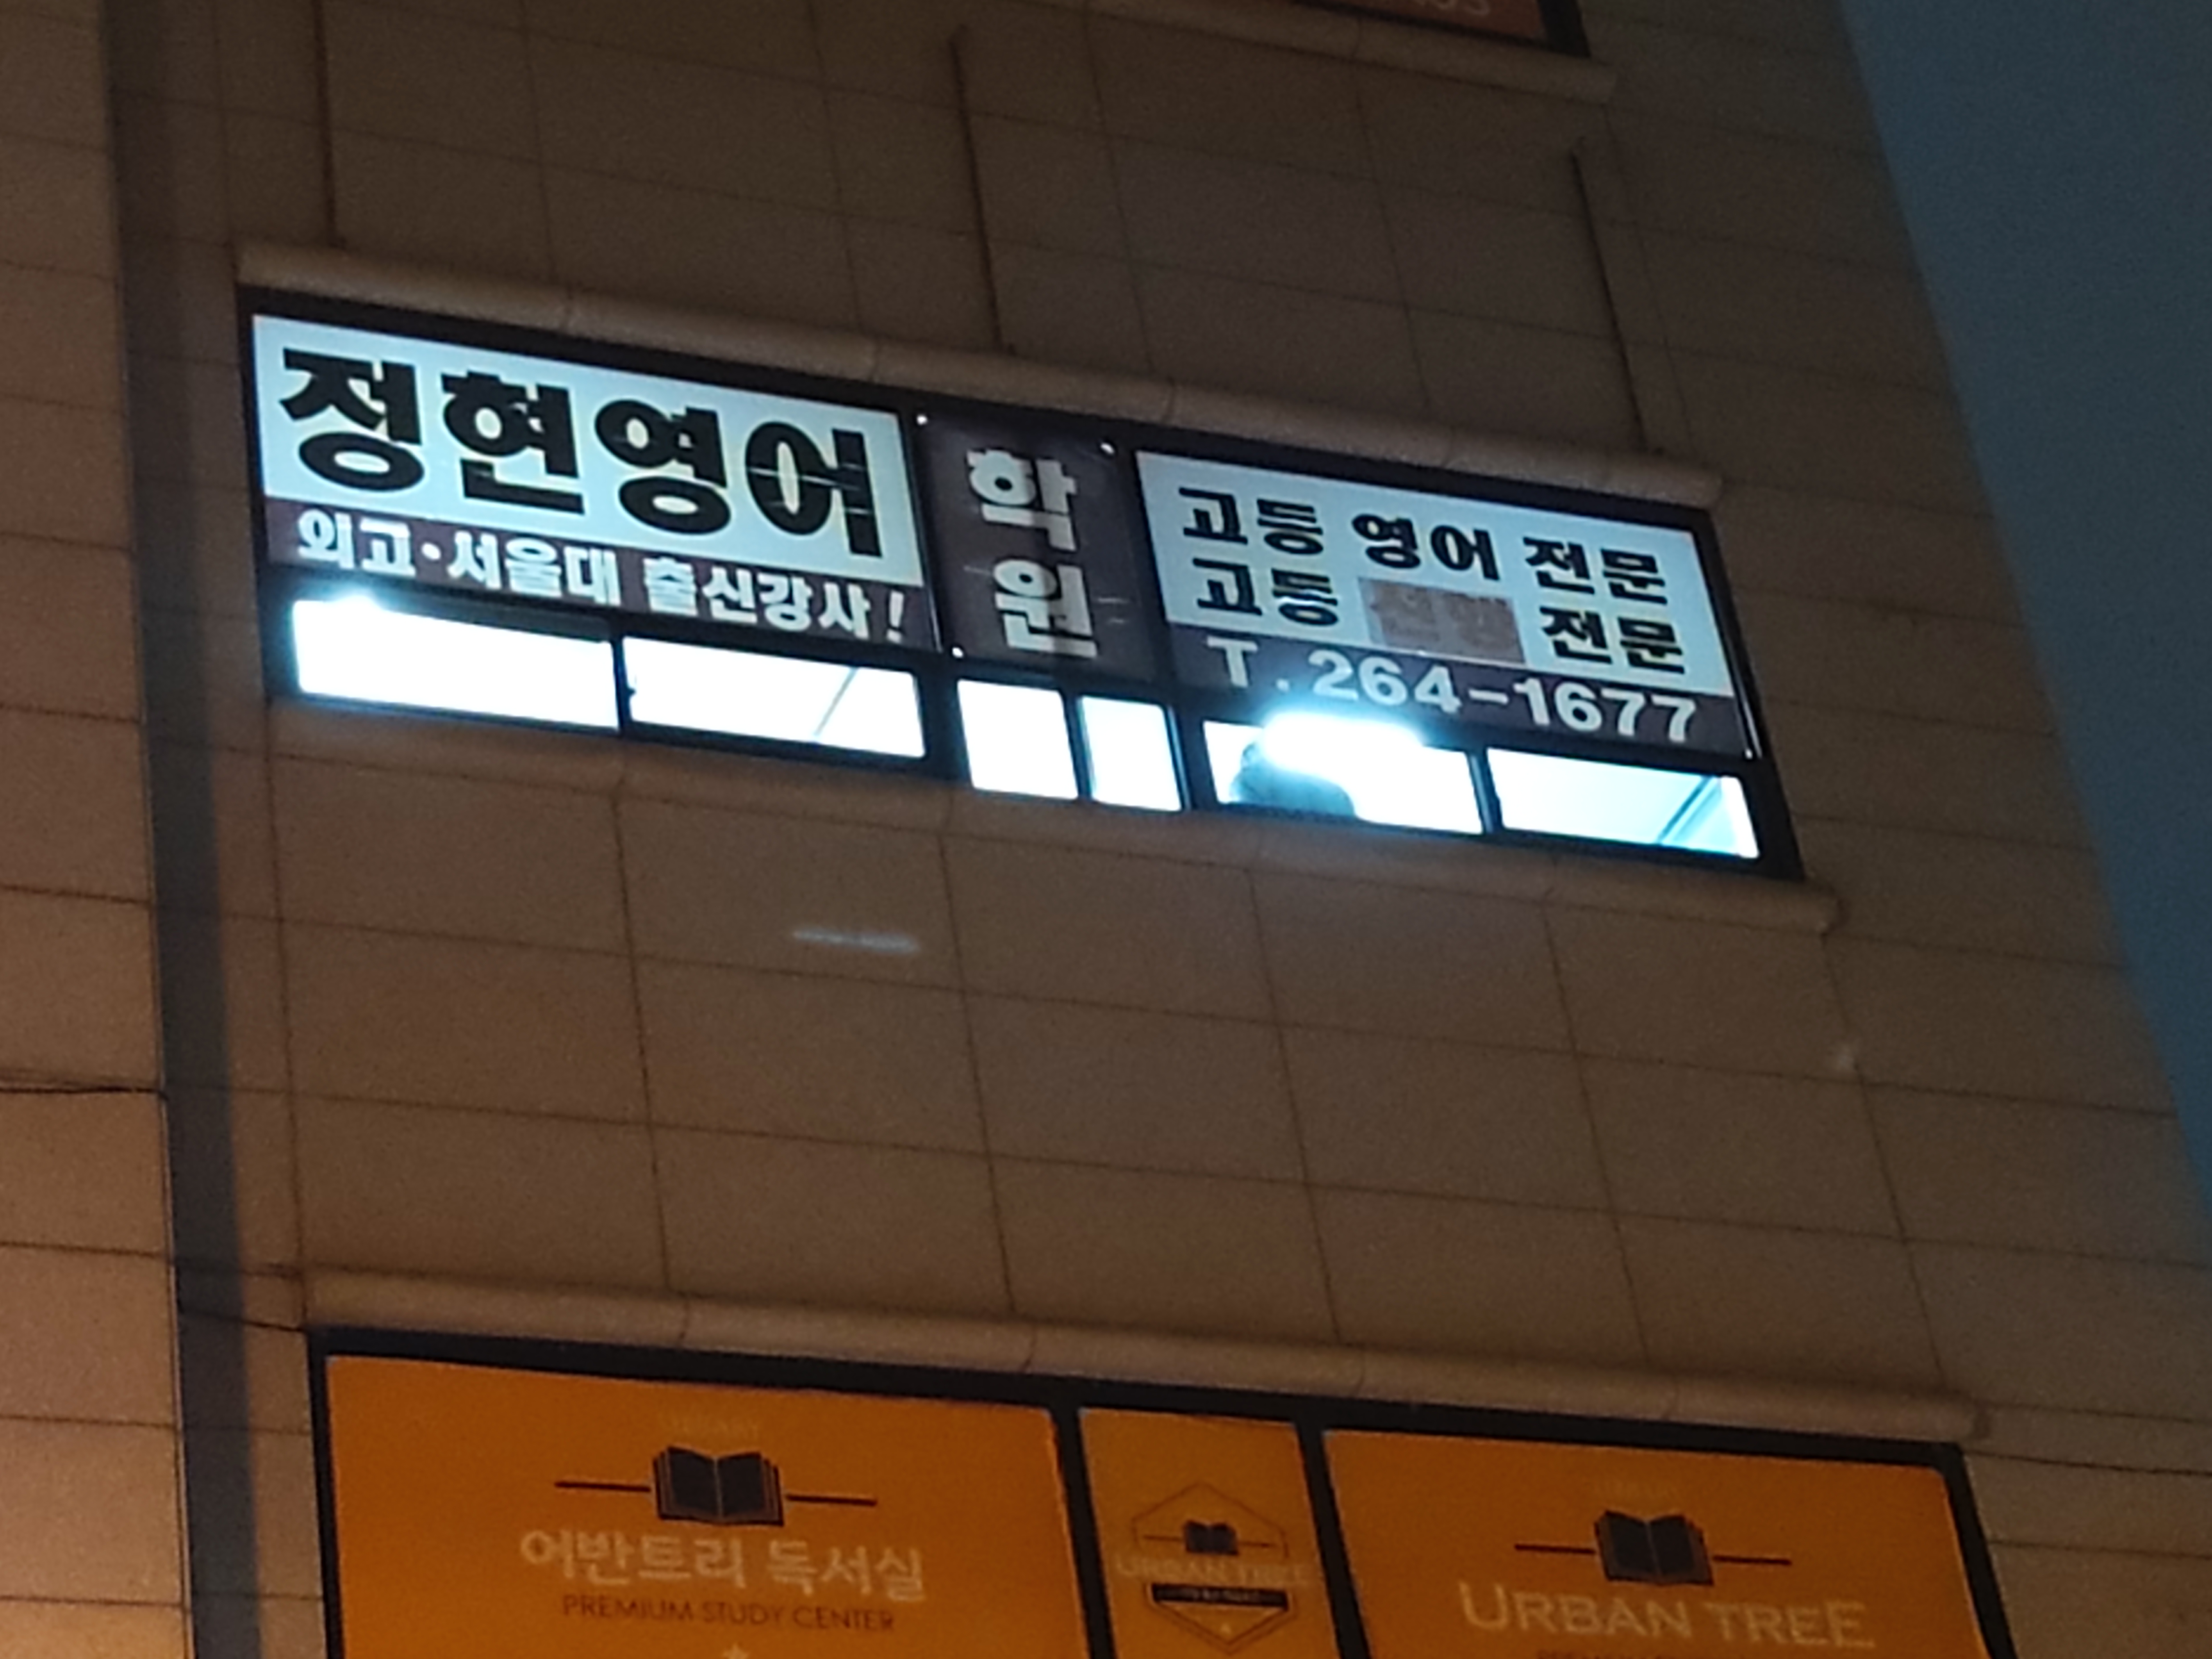 정현영어
외고·서울대 출신강사!
학
원
고등 영어 전문
고등 전문
T.264-1677
어반트리 독서실
PREMIUM STUDY CENTER
URBAN TREE
URBAN TREE